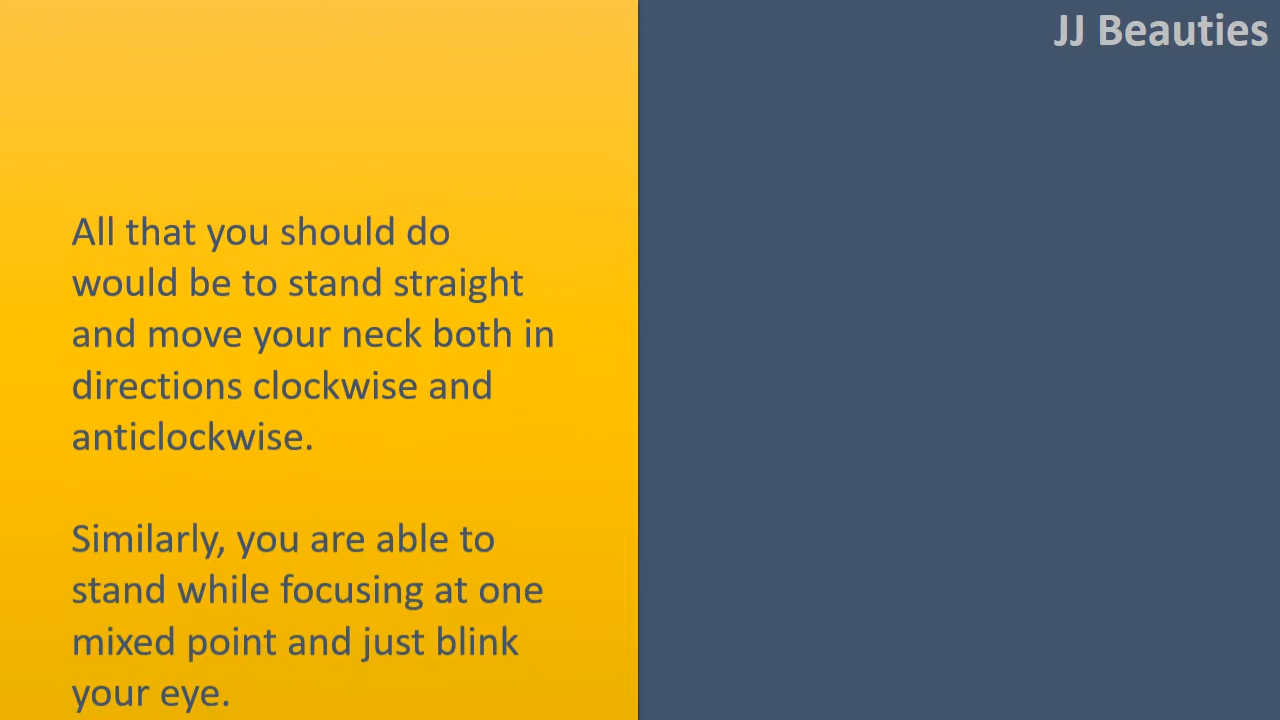 JJ Beauties
All that you should do
would be to stand straight
and move your neck both in
directions clockwise and
anticlockwise.
Similarly, you are able to
stand while focusing at one
mixed point and just blink
your eye.